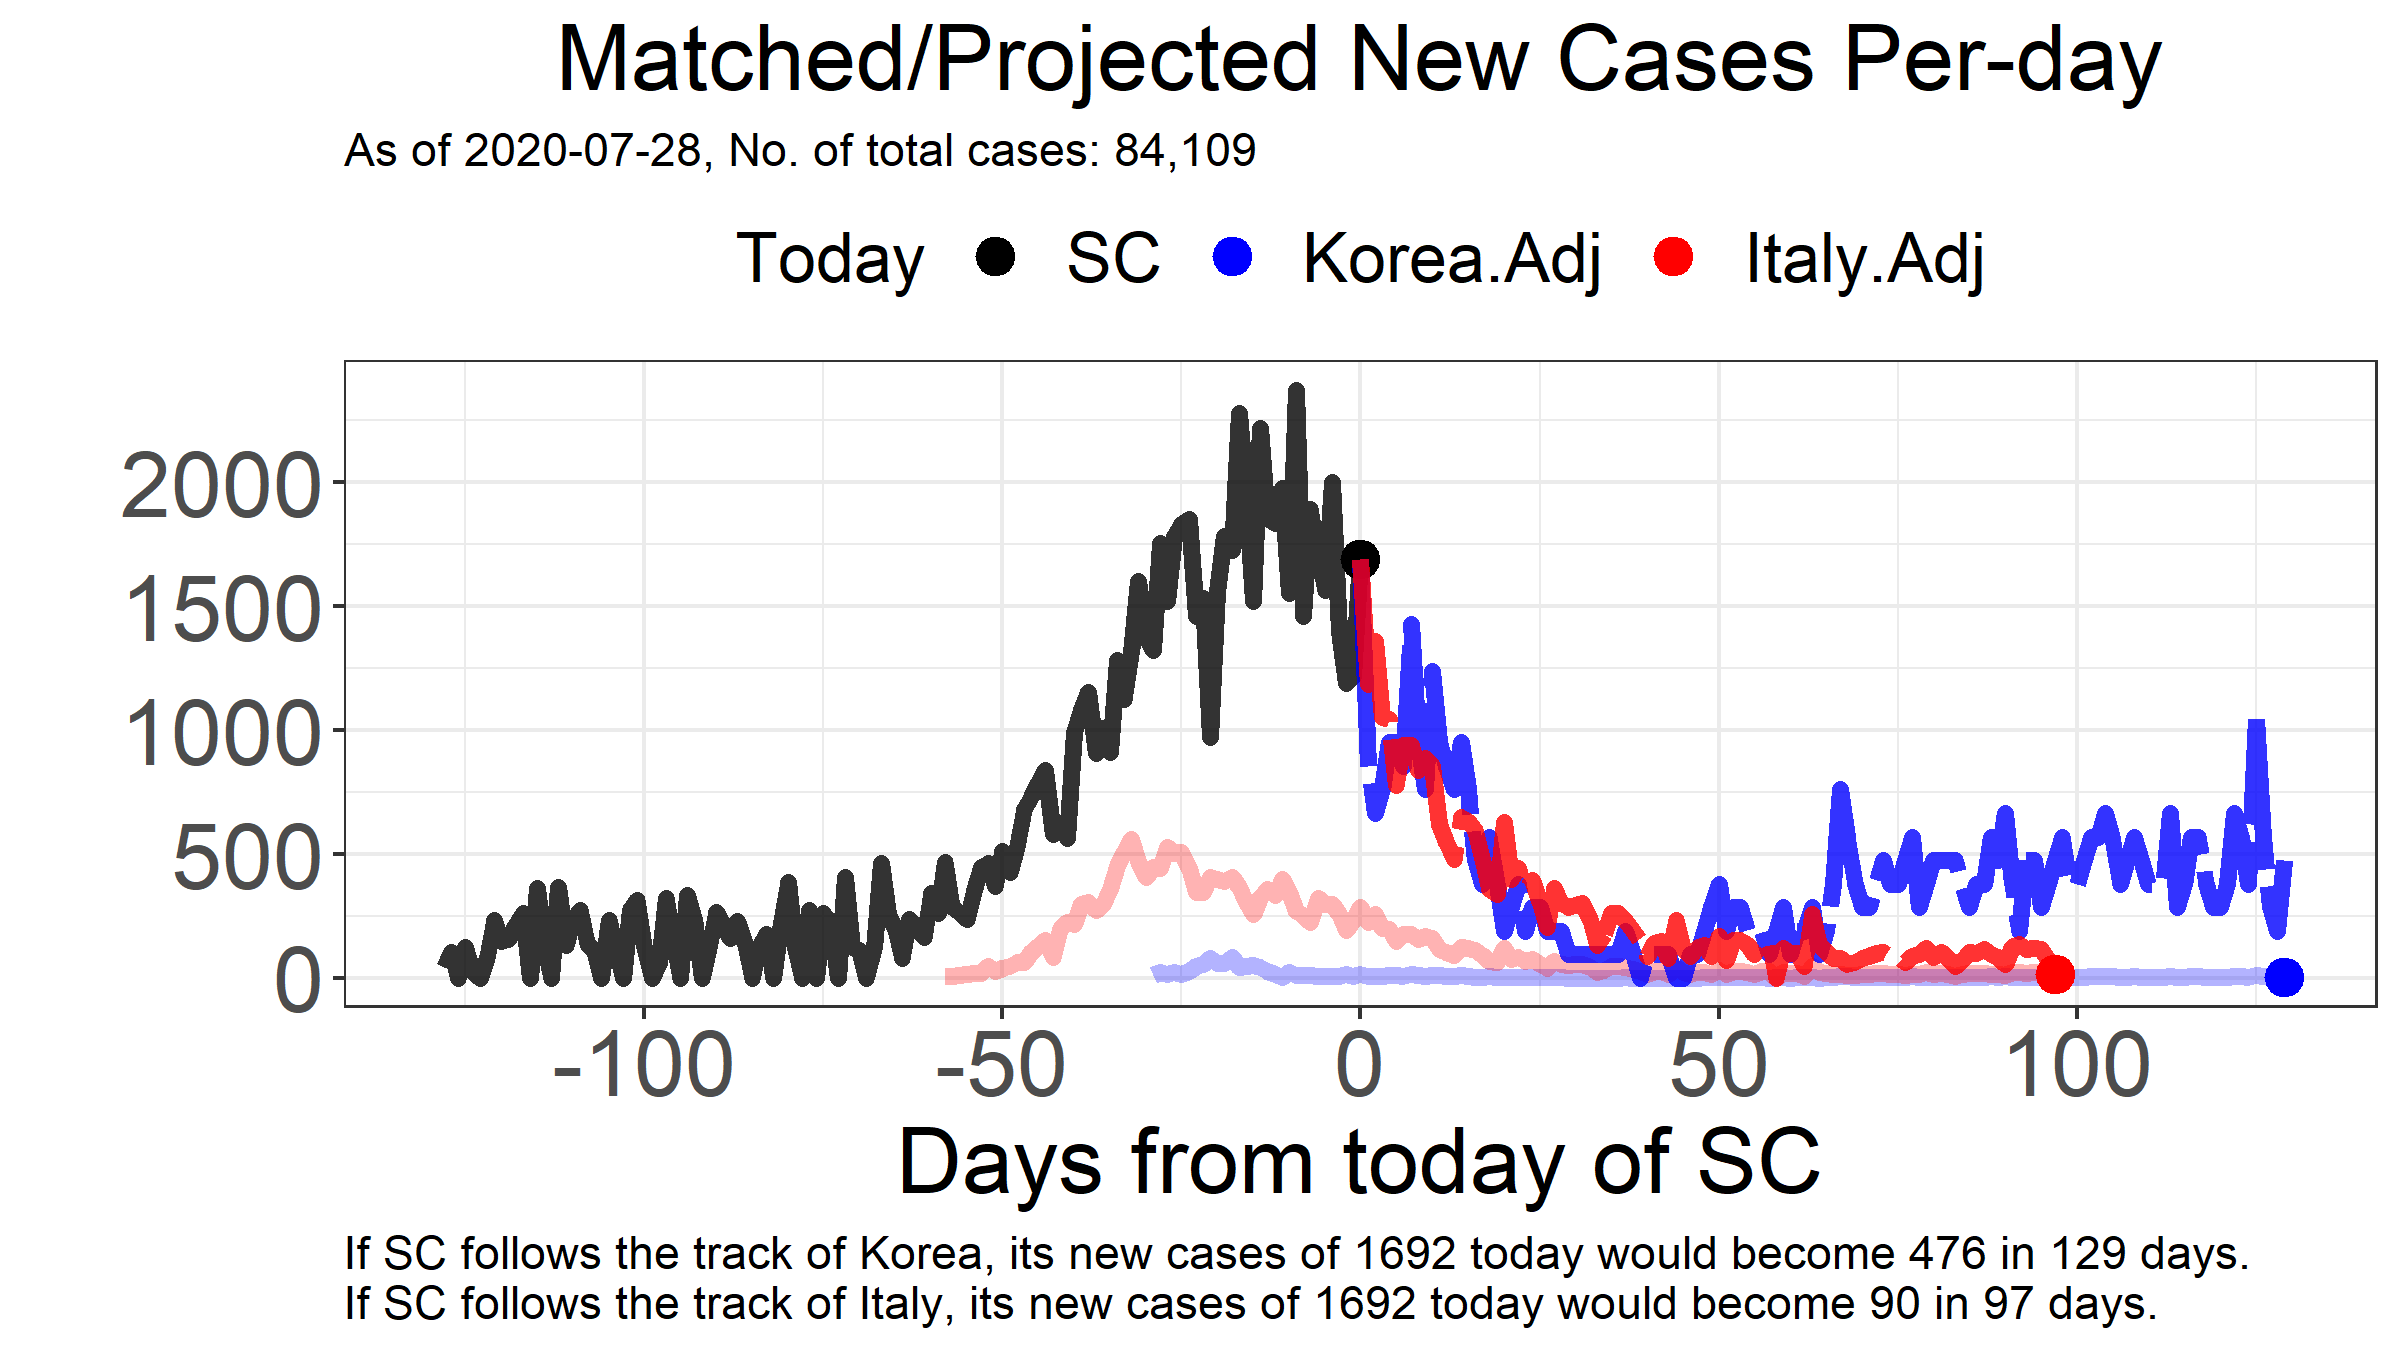 Matched/Projected New Cases Per-day
As of 2020-07-28, No. of total cases: 84,109
Today SC Korea.Adj Italy.Adj
2000
1500
1000
500
0
-100 -50 0 50 100
Days from today of SC
If SC follows the track of Korea, its new cases of 1692 today would become 476 in 129 days.
If SC follows the track of Italy, its new cases of 1692 today would become 90 in 97 days.